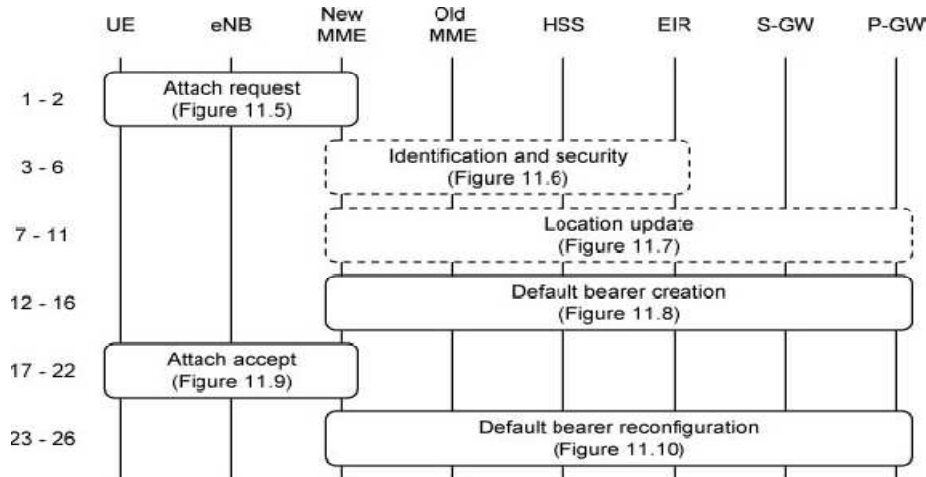 UE eNB New MME Old MME HSS EIR S-GW P-GW
1 - 2
Attach request
(Figure 11.5)
3 - 6
Identification and security
(Figure 11.6)
7 - 11
Location update
(Figure 11.7)
12 - 16
Default bearer creation
(Figure 11.8)
17 - 22
Attach accept
(Figure 11.9)
23 - 26
Default bearer reconfiguration
(Figure 11.10)